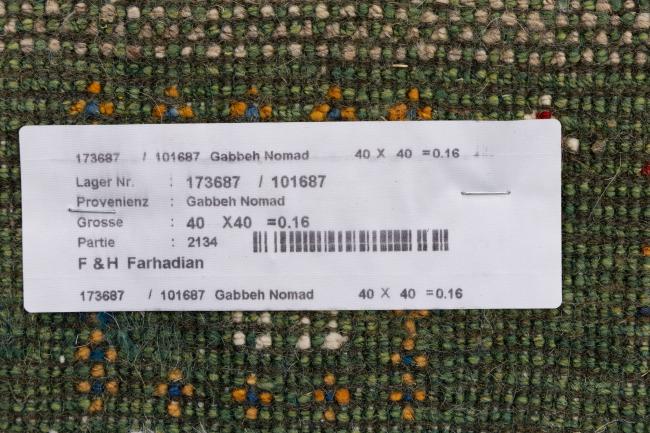 173687 / 101687 Gabbeh Nomad 40 X 40 =0.16
Lager Nr. : 173687 / 101687
Provenienz : Gabbeh Nomad
Grosse : 40 X40 =0.16
Partie : 2134
F & H Farhadian
173687 / 101687 Gabbeh Nomad 40 X 40 =0.16